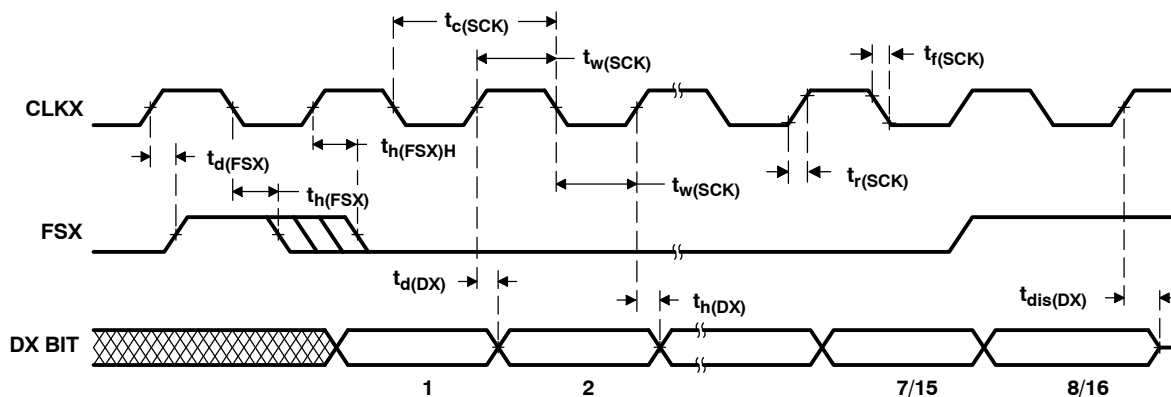 tc(SCK)
tw(SCK)
tf(SCK)
CLKX
td(FSX)
th(FSX)H
th(FSX)
tw(SCK)
tr(SCK)
FSX
td(DX)
th(DX)
tdis(DX)
DX BIT
1 2 7/15 8/16